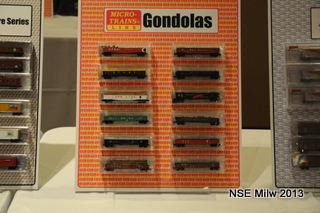 re Series
MICRO-
TRAINS
LINE
Gondolas
NSE Milw 2013